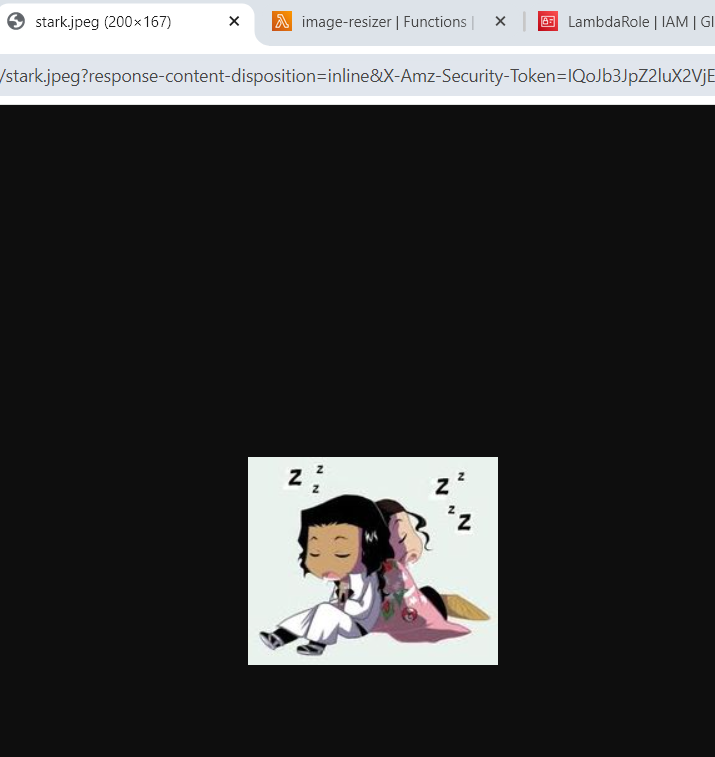 stark.jpeg (200×167)
image-resizer | Functions |
LambdaRole | IAM | Gl
/stark.jpeg?response-content-disposition=inline&X-Amz-Security-Token=IQoJb3JpZ2luX2VjE
Z z z
Z z z Z